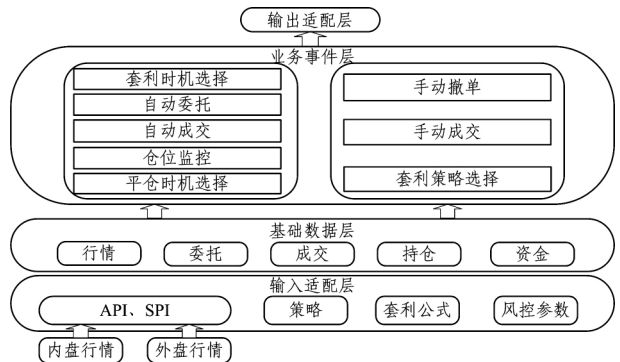 输出适配层
业务事件层
套利时机选择
自动委托
自动成交
仓位监控
平仓时机选择
手动撤单
手动成交
套利策略选择
基础数据层
行情 委托 成交 持仓 资金
输入适配层
API、SPI 策略 套利公式 风控参数
内盘行情 外盘行情